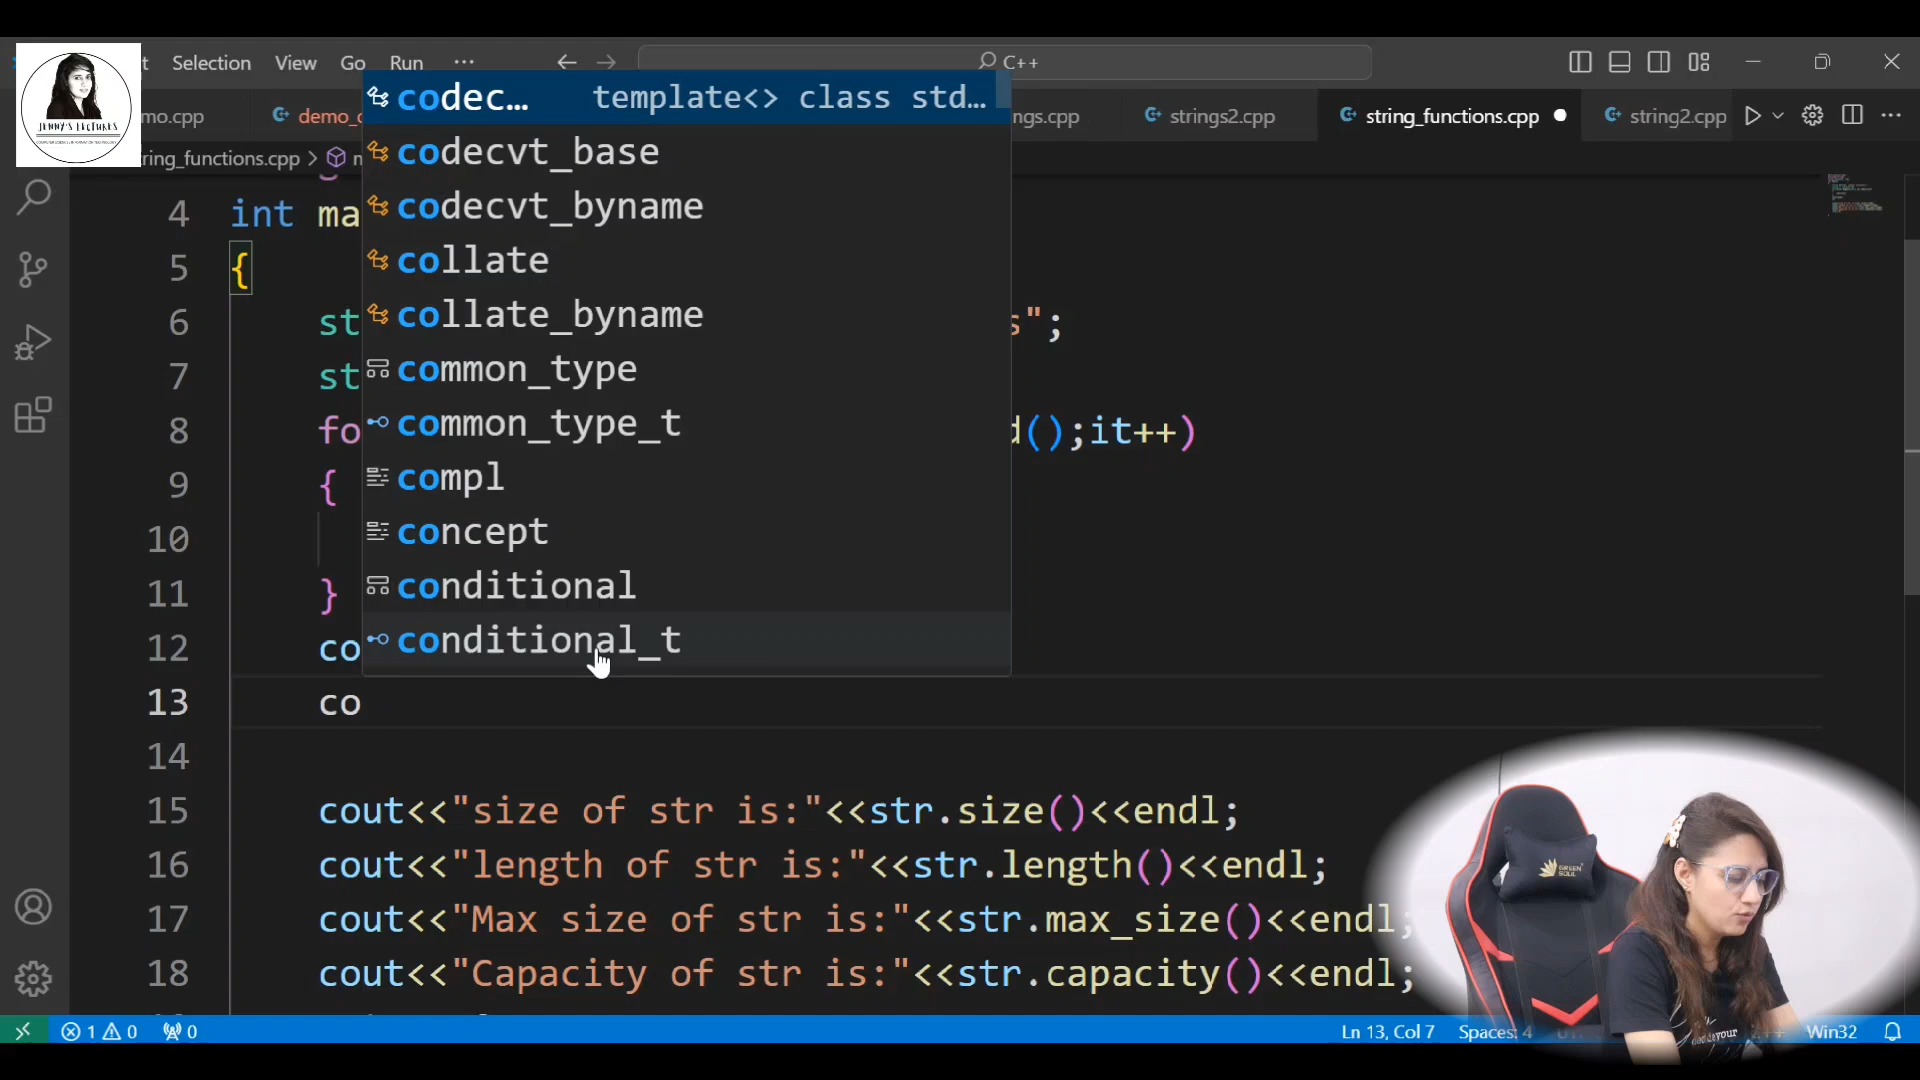 JENNY'S LECTURES
t Selection View Go Run ... C++
mo.cpp demo_c ngs.cpp strings2.cpp string_functions.cpp string2.cpp
ring_functions.cpp > m
codec... template<> class std...
codecvt_base
codecvt_byname
collate
collate_byname
common_type
common_type_t
compl
concept
conditional
conditional_t
4 int ma
5 {
6 st s";
7 st
8 fo d();it++)
9 {
10
11 }
12 co
13 co
14
15 cout<<"size of str is:"<<str.size()<<endl;
16 cout<<"length of str is:"<<str.length()<<endl;
17 cout<<"Max size of str is:"<<str.max_size()<<endl;
18 cout<<"Capacity of str is:"<<str.capacity()<<endl;
GREEN SOUL
1 0 0 Ln 13, Col 7 Spaces: 4 Win32